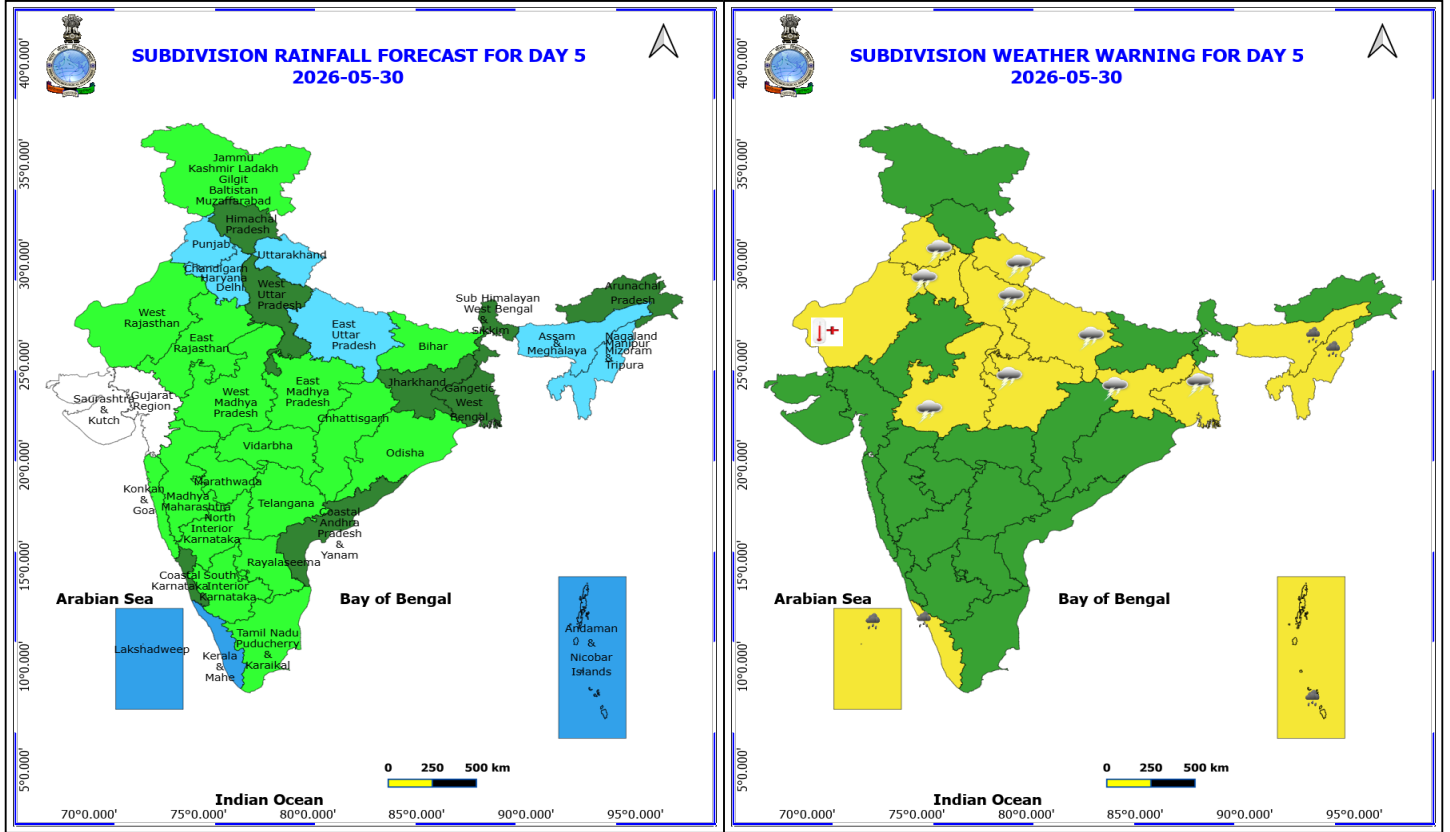 SUBDIVISION RAINFALL FORECAST FOR DAY 5
2026-05-30
40°0.000'
35°0.000'
30°0.000'
25°0.000'
20°0.000'
15°0.000'
10°0.000'
5°0.000'
Jammu
Kashmir Ladakh
Gilgit
Baltistan
Muzaffarabad
Himachal
Pradesh
Punjab
Uttarakhand
Chandigarh
Haryana
Delhi
West
Uttar
Pradesh
West
Rajasthan
East
Rajasthan
East
Uttar
Pradesh
Bihar
Sub Himalayan
West Bengal
&
Sikkim
Arunachal
Pradesh
Assam
&
Meghalaya
Nagaland
Manipur
Mizoram
&
Tripura
Saurashtra
&
Kutch
Gujarat
Region
West
Madhya
Pradesh
East
Madhya
Pradesh
Jharkhand
Gangetic
West
Bengal
Chhattisgarh
Vidarbha
Odisha
Konkan
&
Goa
Madhya
Maharashtra
Marathwada
Telangana
North
Interior
Karnataka
Coastal
Andhra
Pradesh
&
Yanam
Rayalaseema
Coastal
Karnataka
South
Interior
Karnataka
Tamil Nadu
Puducherry
&
Karaikal
Kerala
&
Mahe
Lakshadweep
Andaman
&
Nicobar
Islands
Arabian Sea
Bay of Bengal
Indian Ocean
0 250 500 km
70°0.000' 75°0.000' 80°0.000' 85°0.000' 90°0.000' 95°0.000'
SUBDIVISION WEATHER WARNING FOR DAY 5
2026-05-30
40°0.000'
35°0.000'
30°0.000'
25°0.000'
20°0.000'
15°0.000'
10°0.000'
5°0.000'
Arabian Sea
Bay of Bengal
Indian Ocean
0 250 500 km
70°0.000' 75°0.000' 80°0.000' 85°0.000' 90°0.000' 95°0.000'